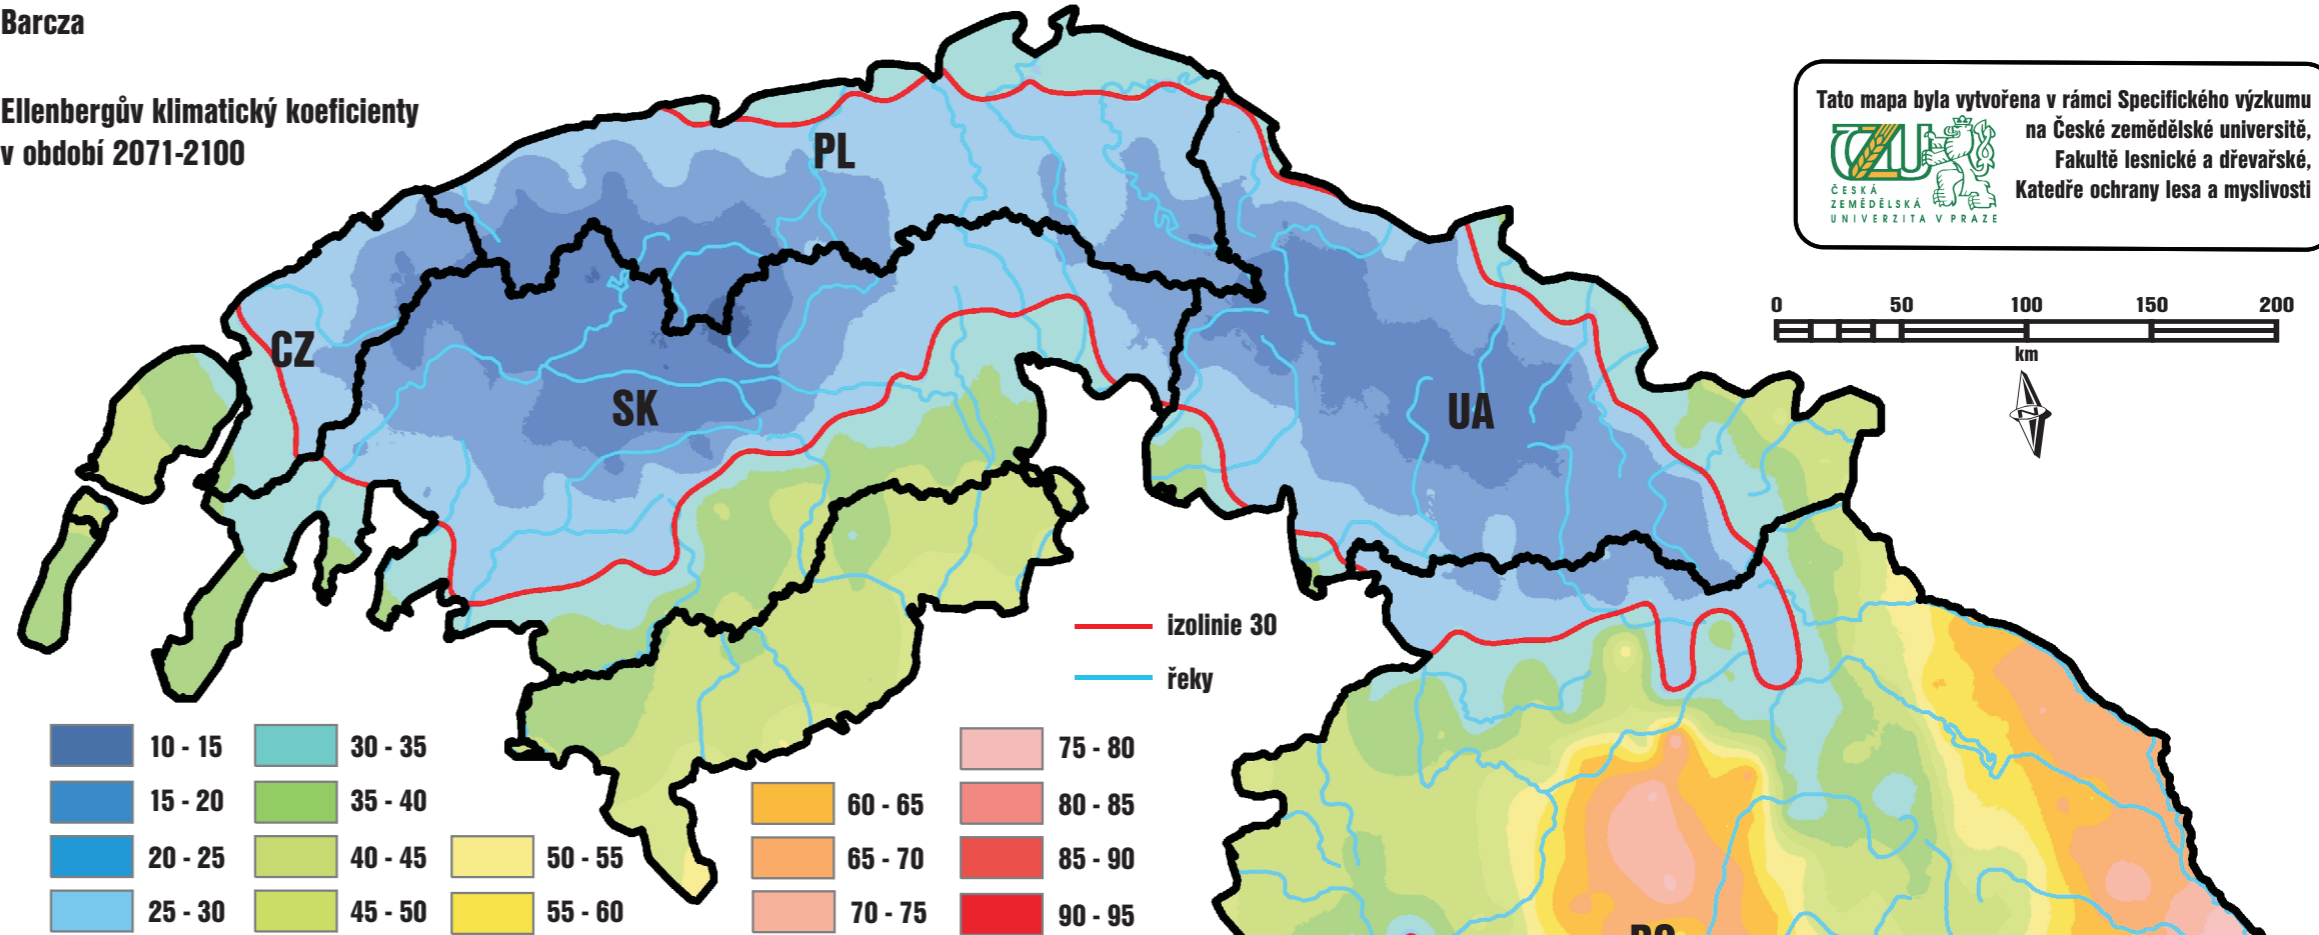 Barcza
Ellenbergův klimatický koeficienty
v období 2071-2100
Tato mapa byla vytvořena v rámci Specifického výzkumu
na České zemědělské universitě,
Fakultě lesnické a dřevařské,
Katedře ochrany lesa a myslivosti
ČZU
ČESKÁ
ZEMĚDĚLSKÁ
UNIVERZITA V PRAZE
0 50 100 150 200
km
N
PL
CZ
SK
UA
izolinie 30
řeky
10 - 15
15 - 20
20 - 25
25 - 30
30 - 35
35 - 40
40 - 45
45 - 50
50 - 55
55 - 60
60 - 65
65 - 70
70 - 75
75 - 80
80 - 85
85 - 90
90 - 95